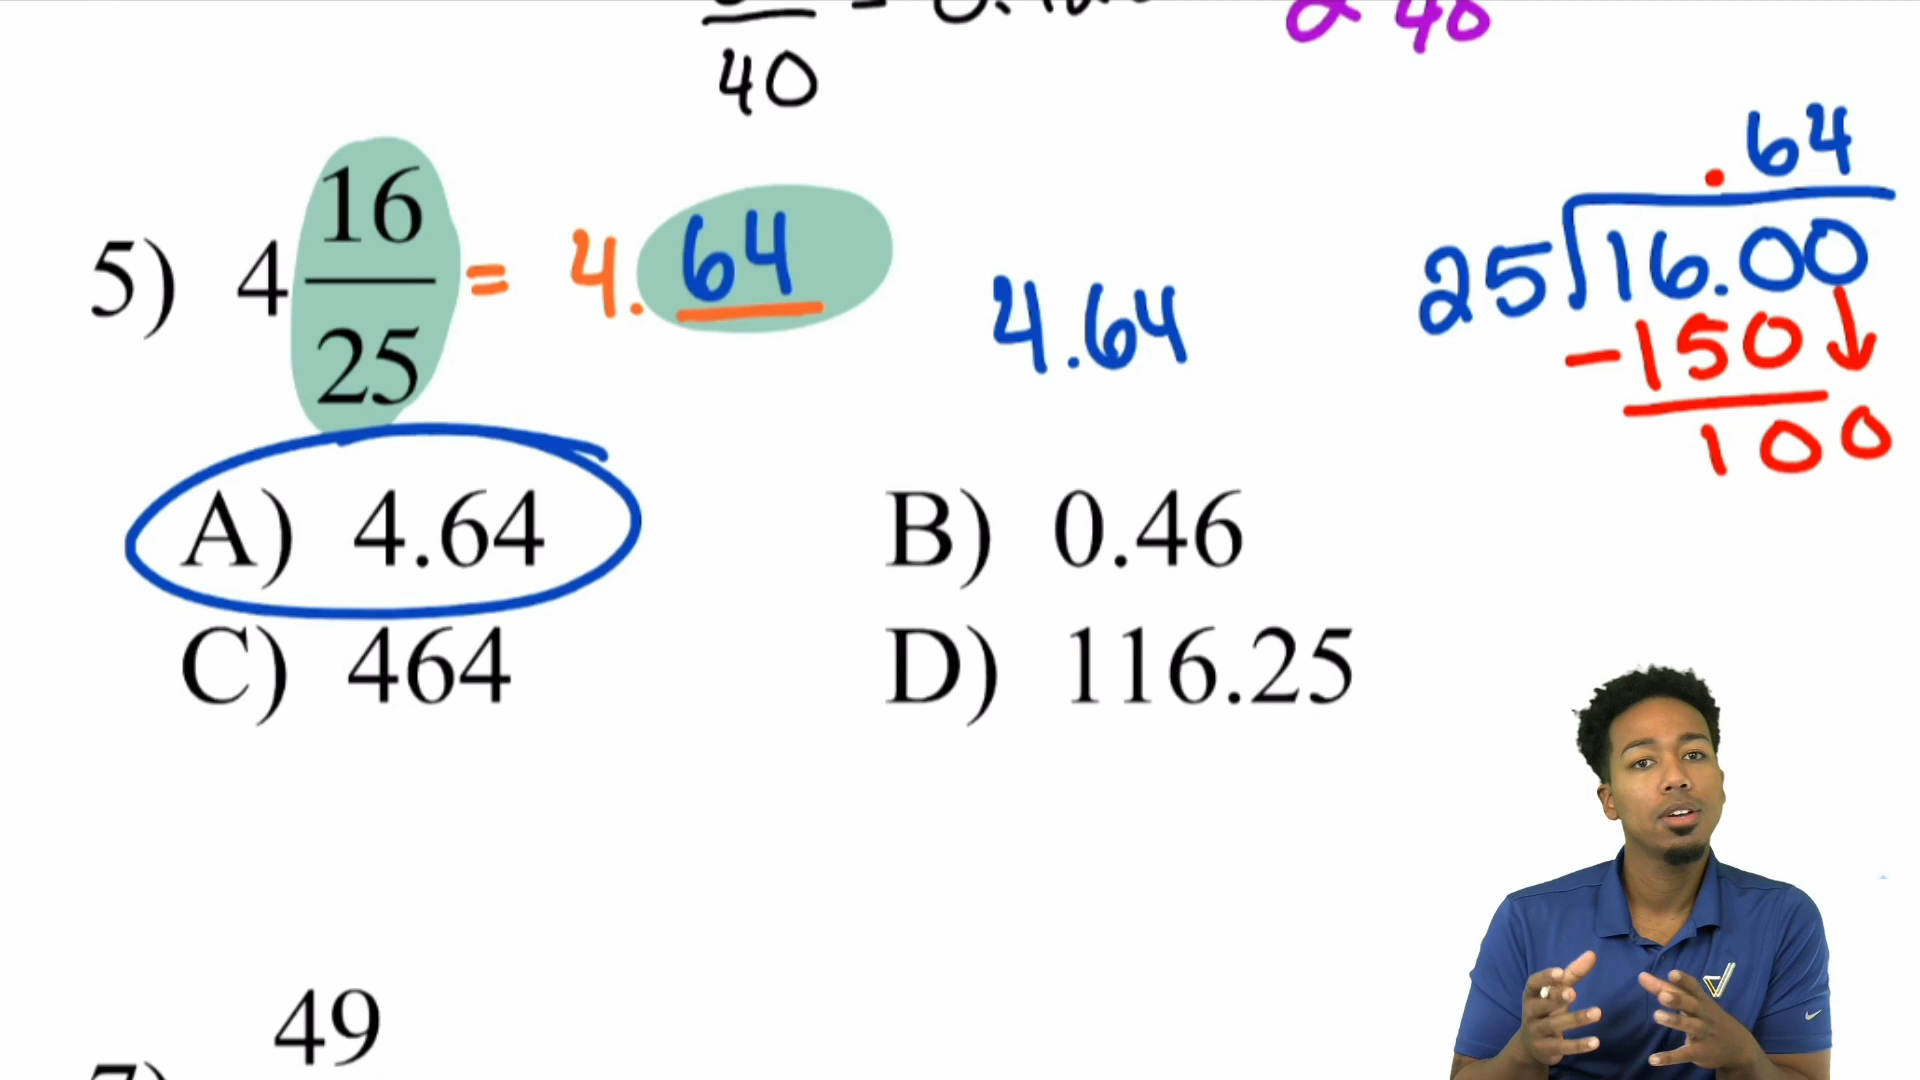 40
5) 4 16/25 = 4.64
4.64
.64
25 16.00
-150
100
A) 4.64
B) 0.46
C) 464
D) 116.25
49